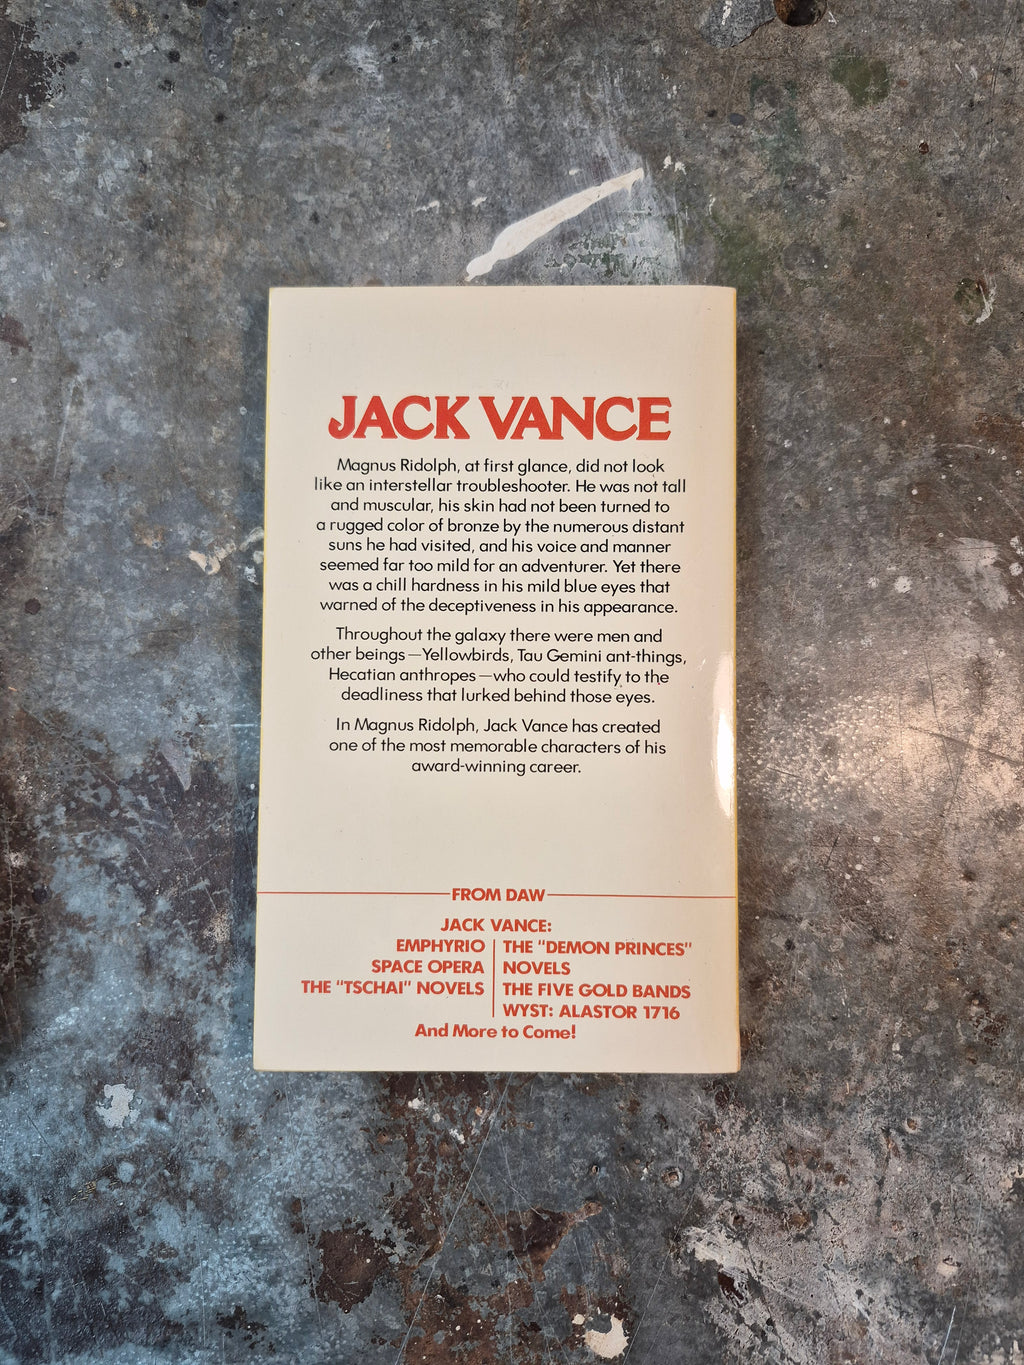 JACK VANCE
Magnus Ridolph, at first glance, did not look
like an interstellar troubleshooter. He was not tall
and muscular, his skin had not been turned to
a rugged color of bronze by the numerous distant
suns he had visited, and his voice and manner
seemed far too mild for an adventurer. Yet there
was a chill hardness in his mild blue eyes that
warned of the deceptiveness in his appearance.
Throughout the galaxy there were men and
other beings—Yellowbirds, Tau Gemini ant-things,
Hecatian anthropes—who could testify to the
deadliness that lurked behind those eyes.
In Magnus Ridolph, Jack Vance has created
one of the most memorable characters of his
award-winning career.
FROM DAW
JACK VANCE:
EMPHYRIO
SPACE OPERA
THE "TSCHAI" NOVELS
THE "DEMON PRINCES"
NOVELS
THE FIVE GOLD BANDS
WYST: ALASTOR 1716
And More to Come!